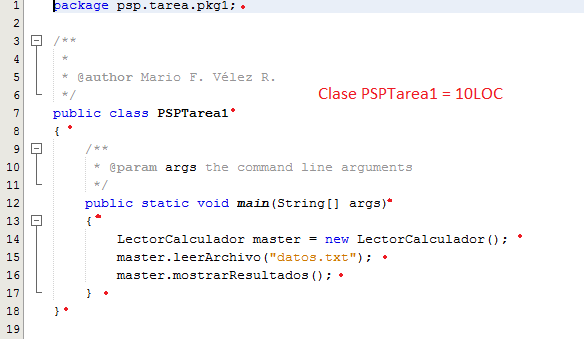 1 package psp.tarea.pkg1;
2
3 /**
4 *
5 * @author Mario F. Vélez R.
6 */
Clase PSPTarea1 = 10LOC
7 public class PSPTarea1
8 {
9 /**
10 * @param args the command line arguments
11 */
12 public static void main(String[] args)
13 {
14 LectorCalculador master = new LectorCalculador();
15 master.leerArchivo("datos.txt");
16 master.mostrarResultados();
17 }
18 }
19